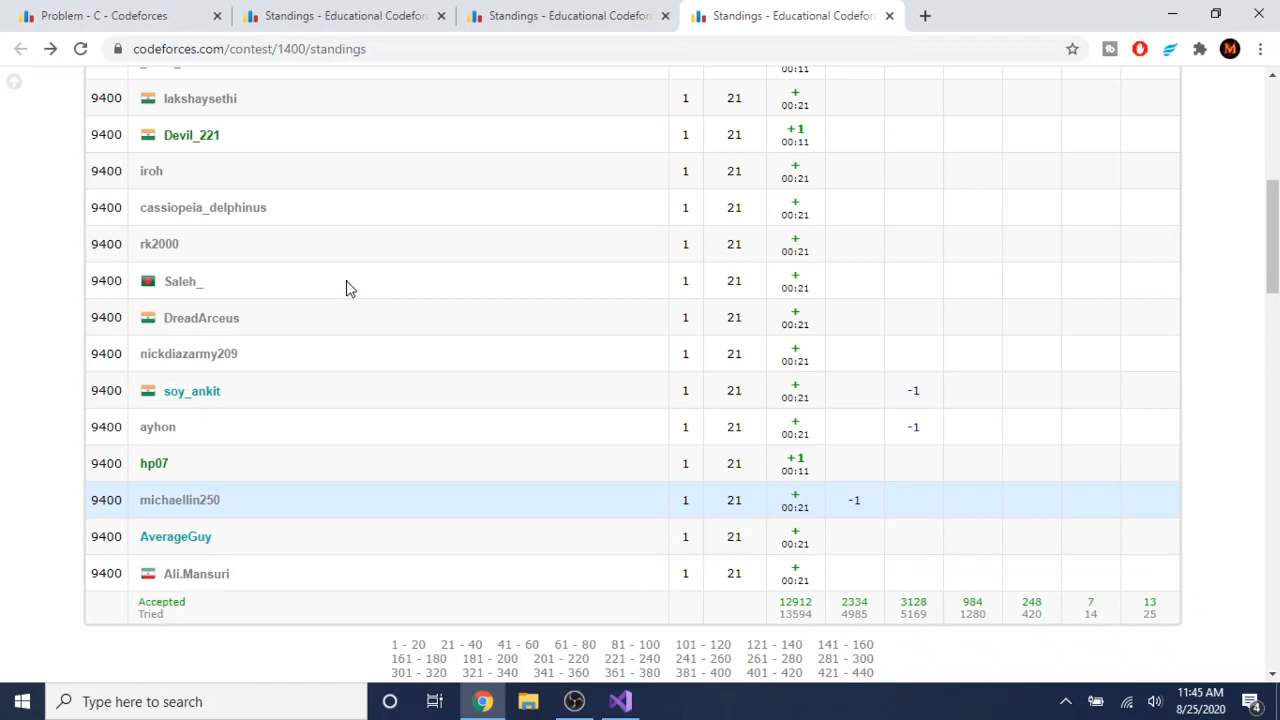 Problem - C - Codeforces
Standings - Educational Codefor
Standings - Educational Codefor
Standings - Educational Codefor
codeforces.com/contest/1400/standings
00:11
9400 lakshaysethi 1 21 +
00:21
9400 Devil_221 1 21 +1
00:11
9400 iroh 1 21 +
00:21
9400 cassiopeia_delphinus 1 21 +
00:21
9400 rk2000 1 21 +
00:21
9400 Saleh_ 1 21 +
00:21
9400 DreadArceus 1 21 +
00:21
9400 nickdiazarmy209 1 21 +
00:21
9400 soy_ankit 1 21 + -1
00:21
9400 ayhon 1 21 + -1
00:21
9400 hp07 1 21 +1
00:11
9400 michaellin250 1 21 + -1
00:21
9400 AverageGuy 1 21 +
00:21
9400 Ali.Mansuri 1 21 +
00:21
Accepted 12912 2334 3128 984 248 7 13
Tried 13594 4985 5169 1280 420 14 25
1 - 20 21 - 40 41 - 60 61 - 80 81 - 100 101 - 120 121 - 140 141 - 160
161 - 180 181 - 200 201 - 220 221 - 240 241 - 260 261 - 280 281 - 300
301 - 320 321 - 340 341 - 360 361 - 380 381 - 400 401 - 420 421 - 440
Type here to search
11:45 AM
8/25/2020
4